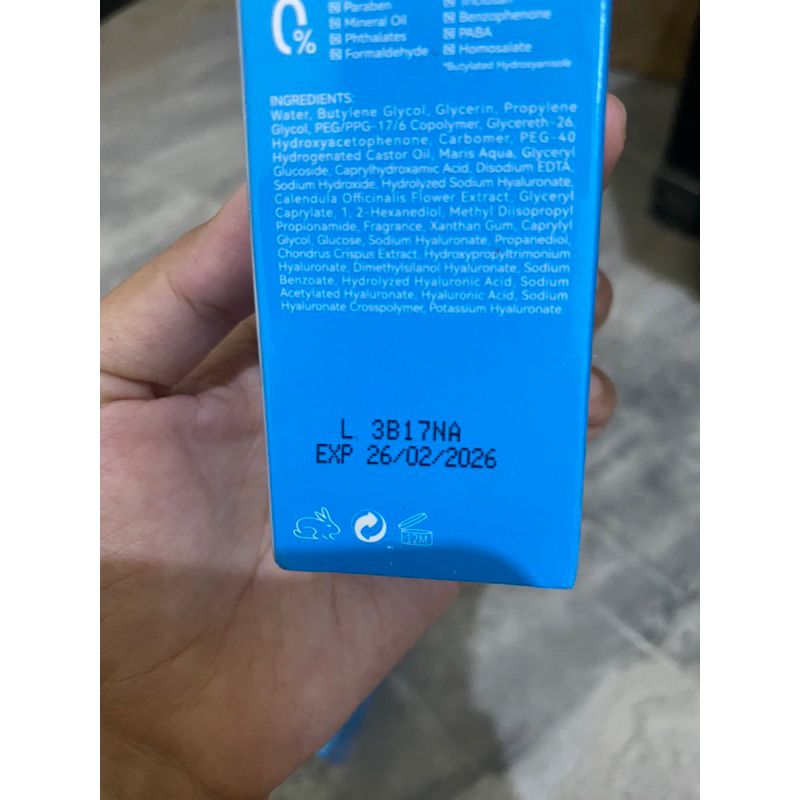 0%
Paraben
Mineral Oil
Phthalates
Formaldehyde
Triclosan
Benzophenone
PABA
Homosalate
*Butylated Hydroxyanisole
INGREDIENTS:
Water, Butylene Glycol, Glycerin, Propylene
Glycol, PEG/PPG-17/6 Copolymer, Glycereth-26,
Hydroxyacetophenone, Carbomer, PEG-40
Hydrogenated Castor Oil, Maris Aqua, Glyceryl
Glucoside, Caprylhydroxamic Acid, Disodium EDTA,
Sodium Hydroxide, Hydrolyzed Sodium Hyaluronate,
Calendula Officinalis Flower Extract, Glyceryl
Caprylate, 1, 2-Hexanediol, Methyl Diisopropyl
Propionamide, Fragrance, Xanthan Gum, Caprylyl
Glycol, Glucose, Sodium Hyaluronate, Propanediol,
Chondrus Crispus Extract, Hydroxypropyltrimonium
Hyaluronate, Dimethylsilanol Hyaluronate, Sodium
Benzoate, Hydrolyzed Hyaluronic Acid, Sodium
Acetylated Hyaluronate, Hyaluronic Acid, Sodium
Hyaluronate Crosspolymer, Potassium Hyaluronate.
L 3B17NA
EXP 26/02/2026
12M